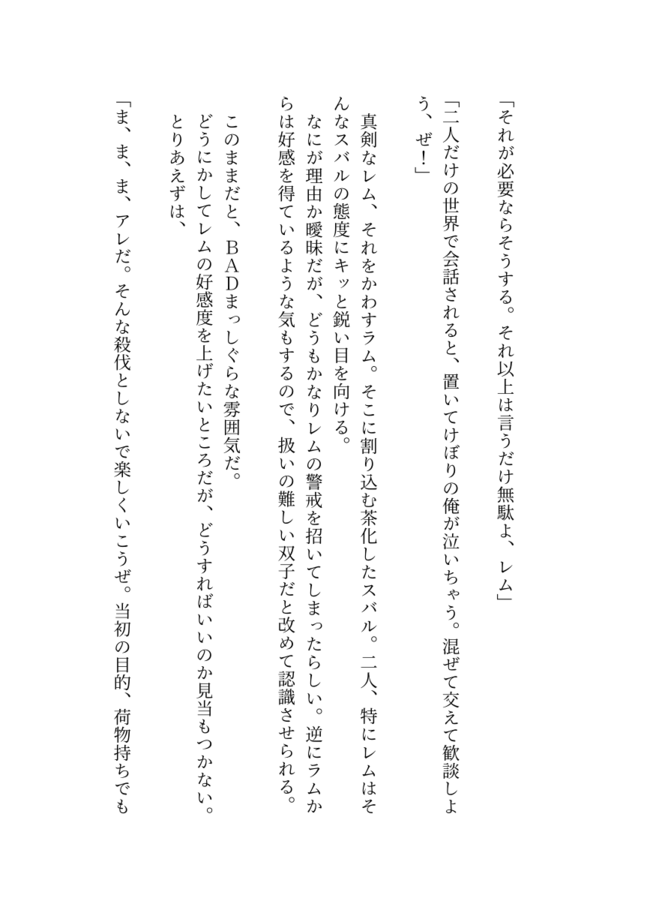 「それが必要ならそうする。それ以上は言うだけ無駄よ、レム」
「二人だけの世界で会話されると、置いてけぼりの俺が泣いちゃう。混ぜて交えて歓談しよ
う、ぜ！」
真剣なレム、それをかわすラム。そこに割り込む茶化したスバル。二人、特にレムはそ
んなスバルの態度にキッと鋭い目を向ける。
なにが理由か曖昧だが、どうもかなりレムの警戒を招いてしまったらしい。逆にラムか
らは好感を得ているような気もするので、扱いの難しい双子だと改めて認識させられる。
このままだと、ＢＡＤまっしぐらな雰囲気だ。
どうにかしてレムの好感度を上げたいところだが、どうすればいいのか見当もつかない。
とりあえずは、
「ま、ま、ま、アレだ。そんな殺伐としないで楽しくいこうぜ。当初の目的、荷物持ちでも